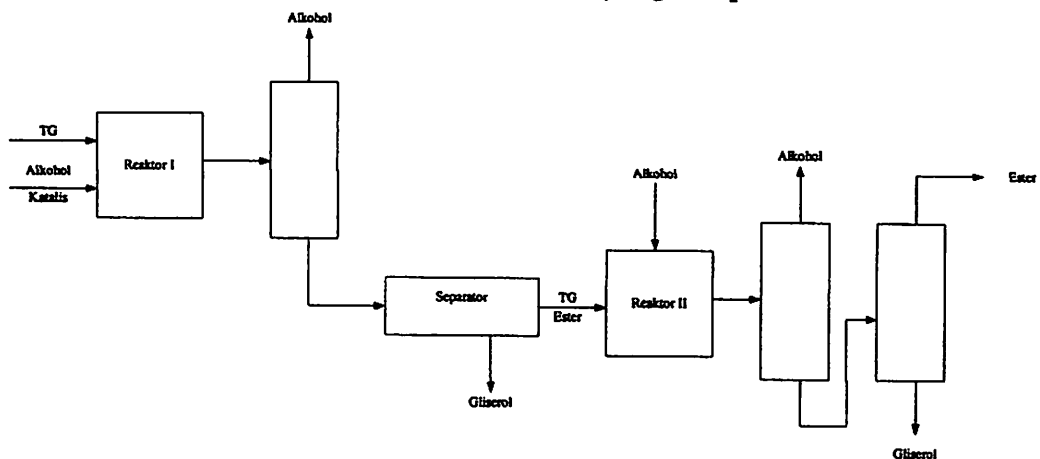 Alkohol
TG
Reaktor I
Alkohol
Katalis
Alkohol
Alkohol
Ester
Separator
TG
Ester
Reaktor II
Gliserol
Gliserol